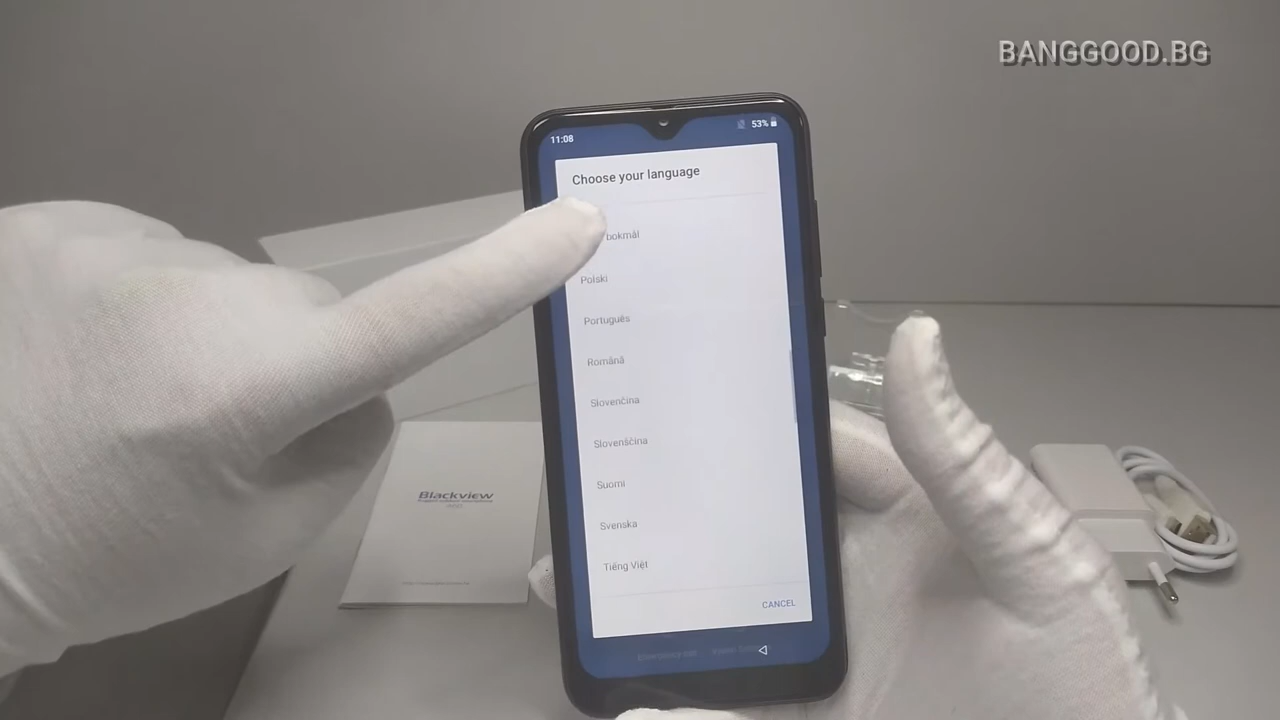 BANGGOOD.BG
11:08
53%
Choose your language
bokmål
Polski
Português
Română
Slovenčina
Slovenščina
Suomi
Svenska
Tiếng Việt
CANCEL
Blackview